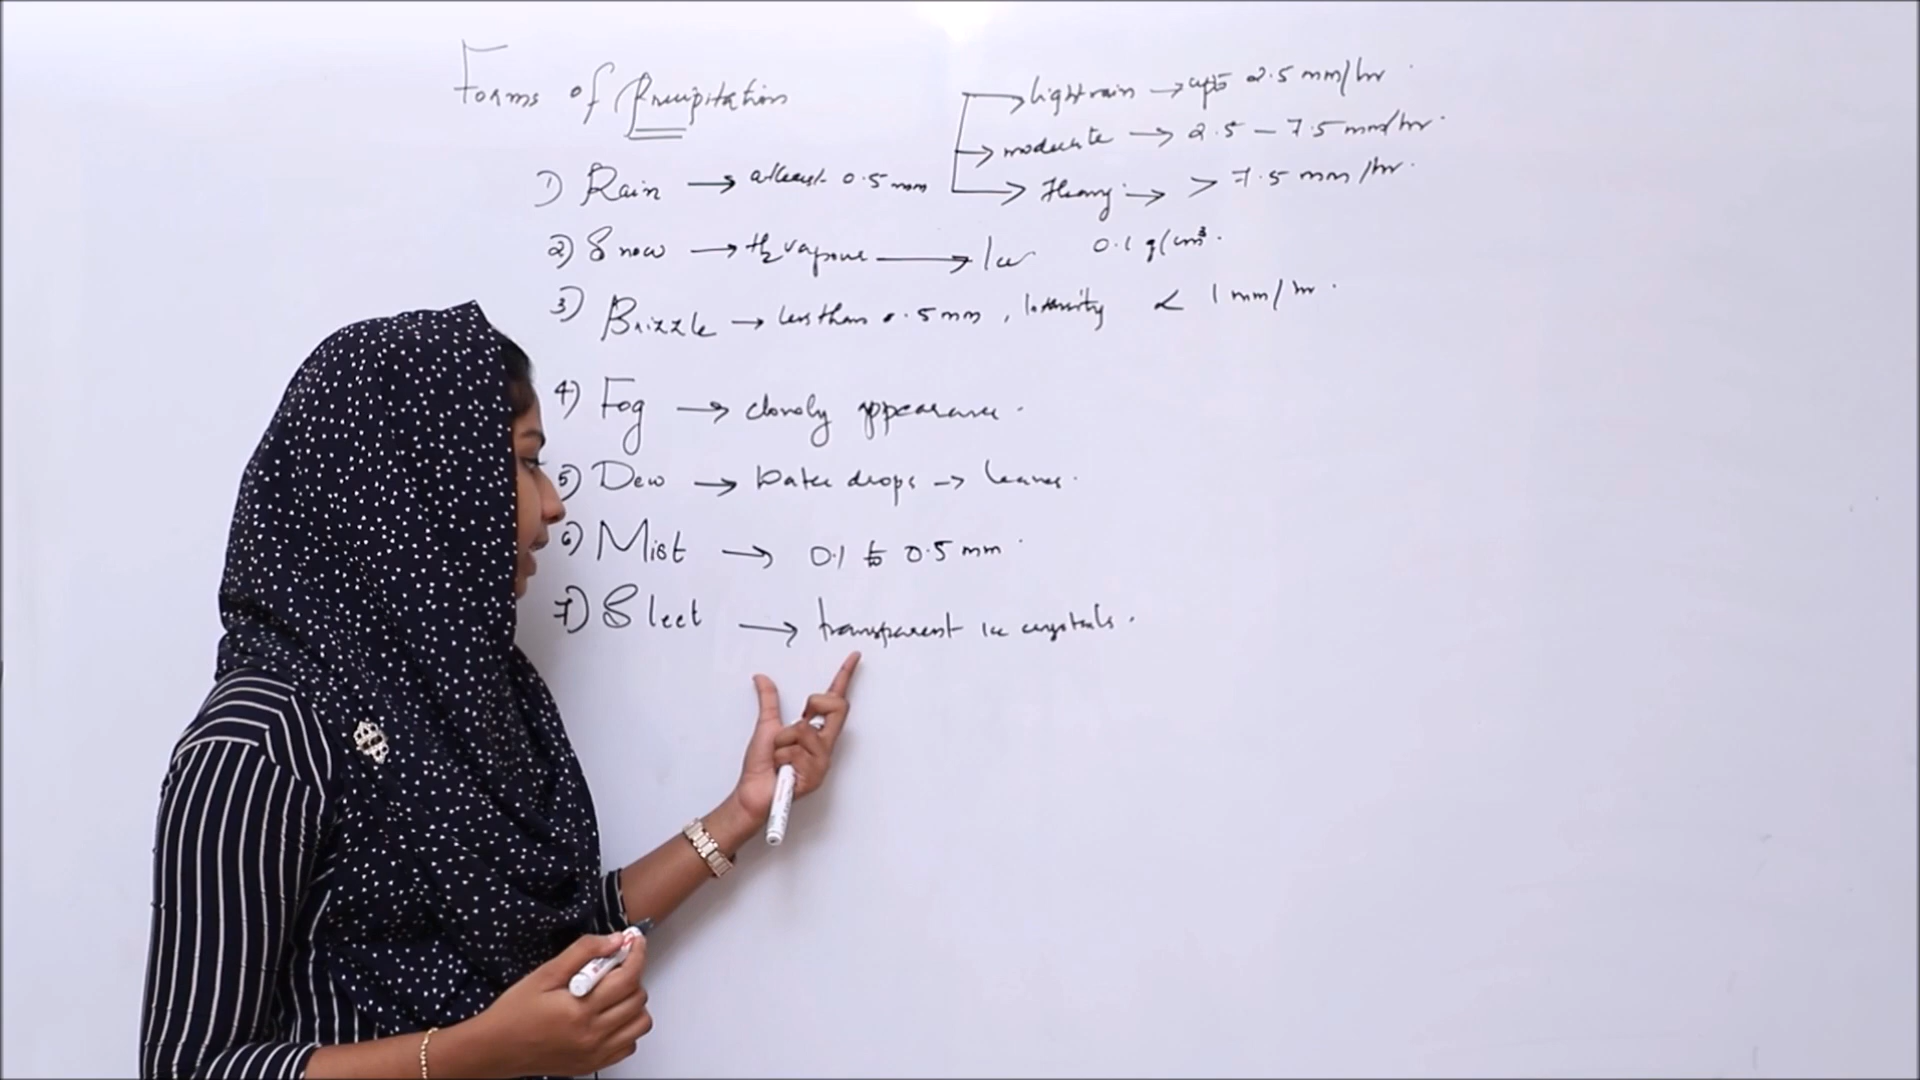 Forms of Precipitation
Light rain → upto 2.5 mm/hr
moderate → 2.5 – 7.5 mm/hr.
1) Rain → atleast 0.5 mm → Heavy → > 7.5 mm/hr.
2) Snow → H2 vapour → Ice 0.1 g/cm³.
3) Drizzle → less than 0.5 mm, Intensity < 1 mm/hr.
4) Fog → cloudy appearance.
5) Dew → Water drops → leaves.
6) Mist → 0.1 to 0.5 mm
7) Sleet → transparent ice crystals.